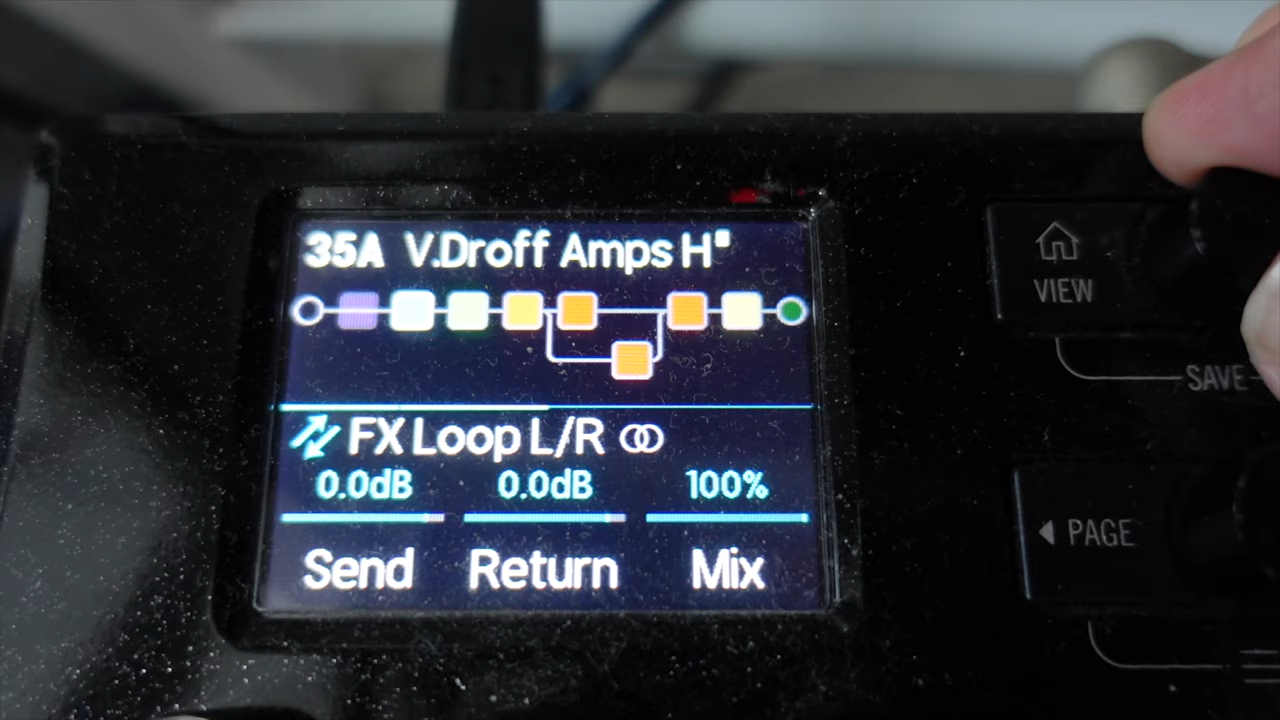 35A V.Droff Amps H
FX Loop L/R
0.0dB 0.0dB 100%
Send Return Mix
VIEW
SAVE
◀ PAGE